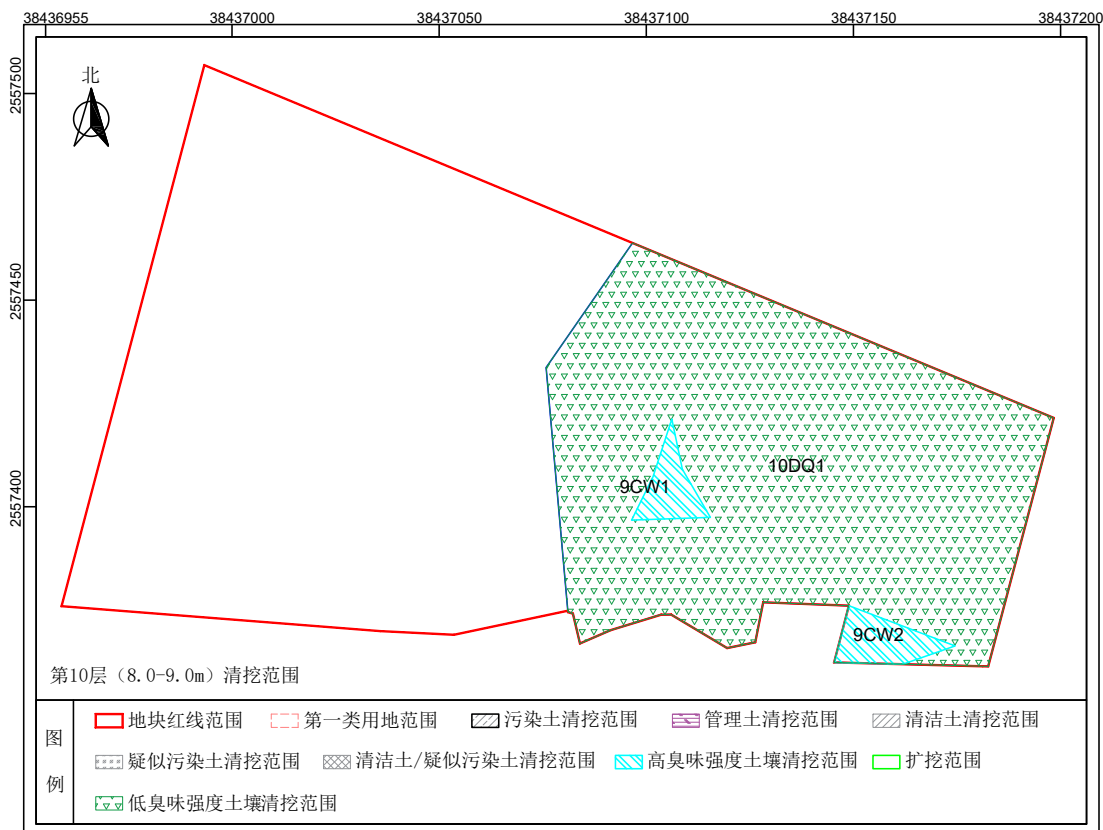 38436955 38437000 38437050 38437100 38437150 38437200
2557500
北
2557450
10DQ1
9CW1
2557400
9CW2
第10层（8.0-9.0m）清挖范围
图例
地块红线范围 第一类用地范围 污染土清挖范围 管理土清挖范围 清洁土清挖范围
疑似污染土清挖范围 清洁土/疑似污染土清挖范围 高臭味强度土壤清挖范围 扩挖范围
低臭味强度土壤清挖范围